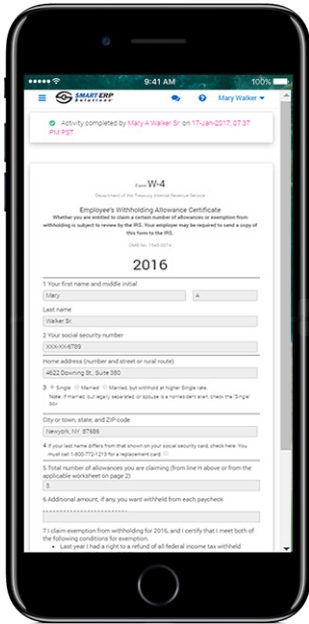 9:41 AM
100%
SMART ERP
Solutions
Mary Walker
Activity completed by Mary A Walker Sr. on 17-Jan-2017, 07:37
PM PST
Form W-4
Department of the Treasury Internal Revenue Service
Employee's Withholding Allowance Certificate
Whether you are entitled to claim a certain number of allowances or exemption from
withholding is subject to review by the IRS. Your employer may be required to send a copy of
this form to the IRS.
OMB No. 1545-0074
2016
1 Your first name and middle initial
Mary A
Last name
Walker Sr.
2 Your social security number
XXX-XX-6789
Home address (number and street or rural route)
4622 Downing St., Suite 380
3 Single Married Married, but withhold at higher Single rate.
Note: If married, but legally separated, or spouse is a nonresident alien, check the "Single"
box
City or town, state, and ZIP code
Newyork, NY 87686
4 If your last name differs from that shown on your social security card, check here. You
must call 1-800-772-1213 for a replacement card.
5 Total number of allowances you are claiming (from line H above or from the
applicable worksheet on page 2)
3
6 Additional amount, if any, you want withheld from each paycheck
7 I claim exemption from withholding for 2016, and I certify that I meet both of
the following conditions for exemption.
• Last year I had a right to a refund of all federal income tax withheld